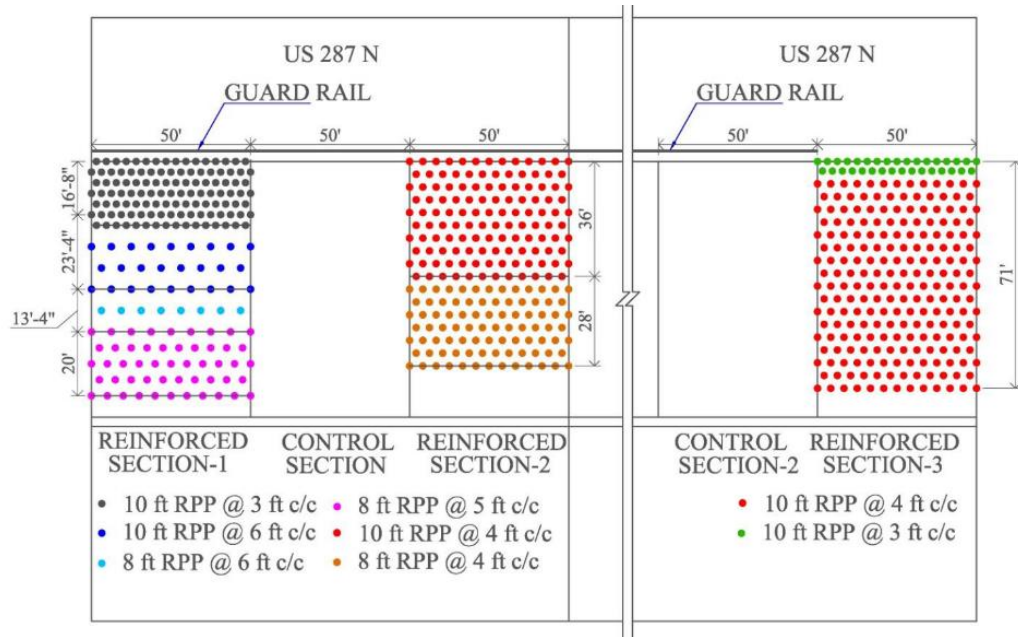 US 287 N
US 287 N
GUARD RAIL
GUARD RAIL
50'
50'
50'
50'
50'
16'-8"
23'-4"
13'-4"
20'
36'
28'
71'
REINFORCED
SECTION-1
CONTROL
SECTION
REINFORCED
SECTION-2
CONTROL
SECTION-2
REINFORCED
SECTION-3
10 ft RPP @ 3 ft c/c
10 ft RPP @ 6 ft c/c
8 ft RPP @ 6 ft c/c
8 ft RPP @ 5 ft c/c
10 ft RPP @ 4 ft c/c
8 ft RPP @ 4 ft c/c
10 ft RPP @ 4 ft c/c
10 ft RPP @ 3 ft c/c